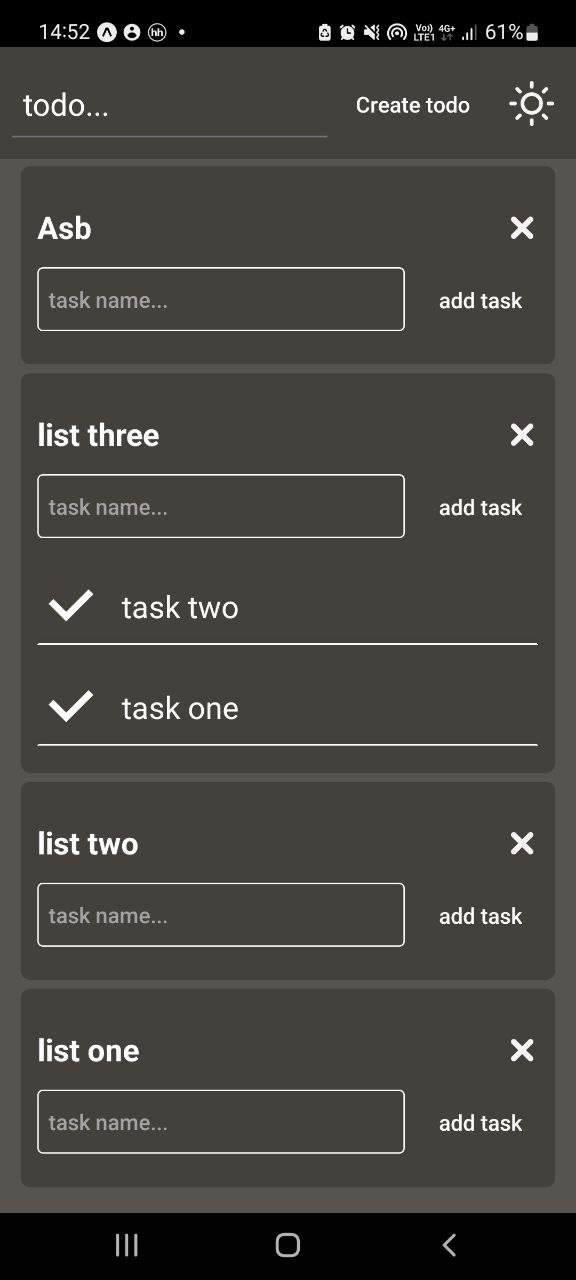 14:52 hh Vo) LTE1 4G+ 61%
todo... Create todo
Asb
task name... add task
list three
task name... add task
task two
task one
list two
task name... add task
list one
task name... add task